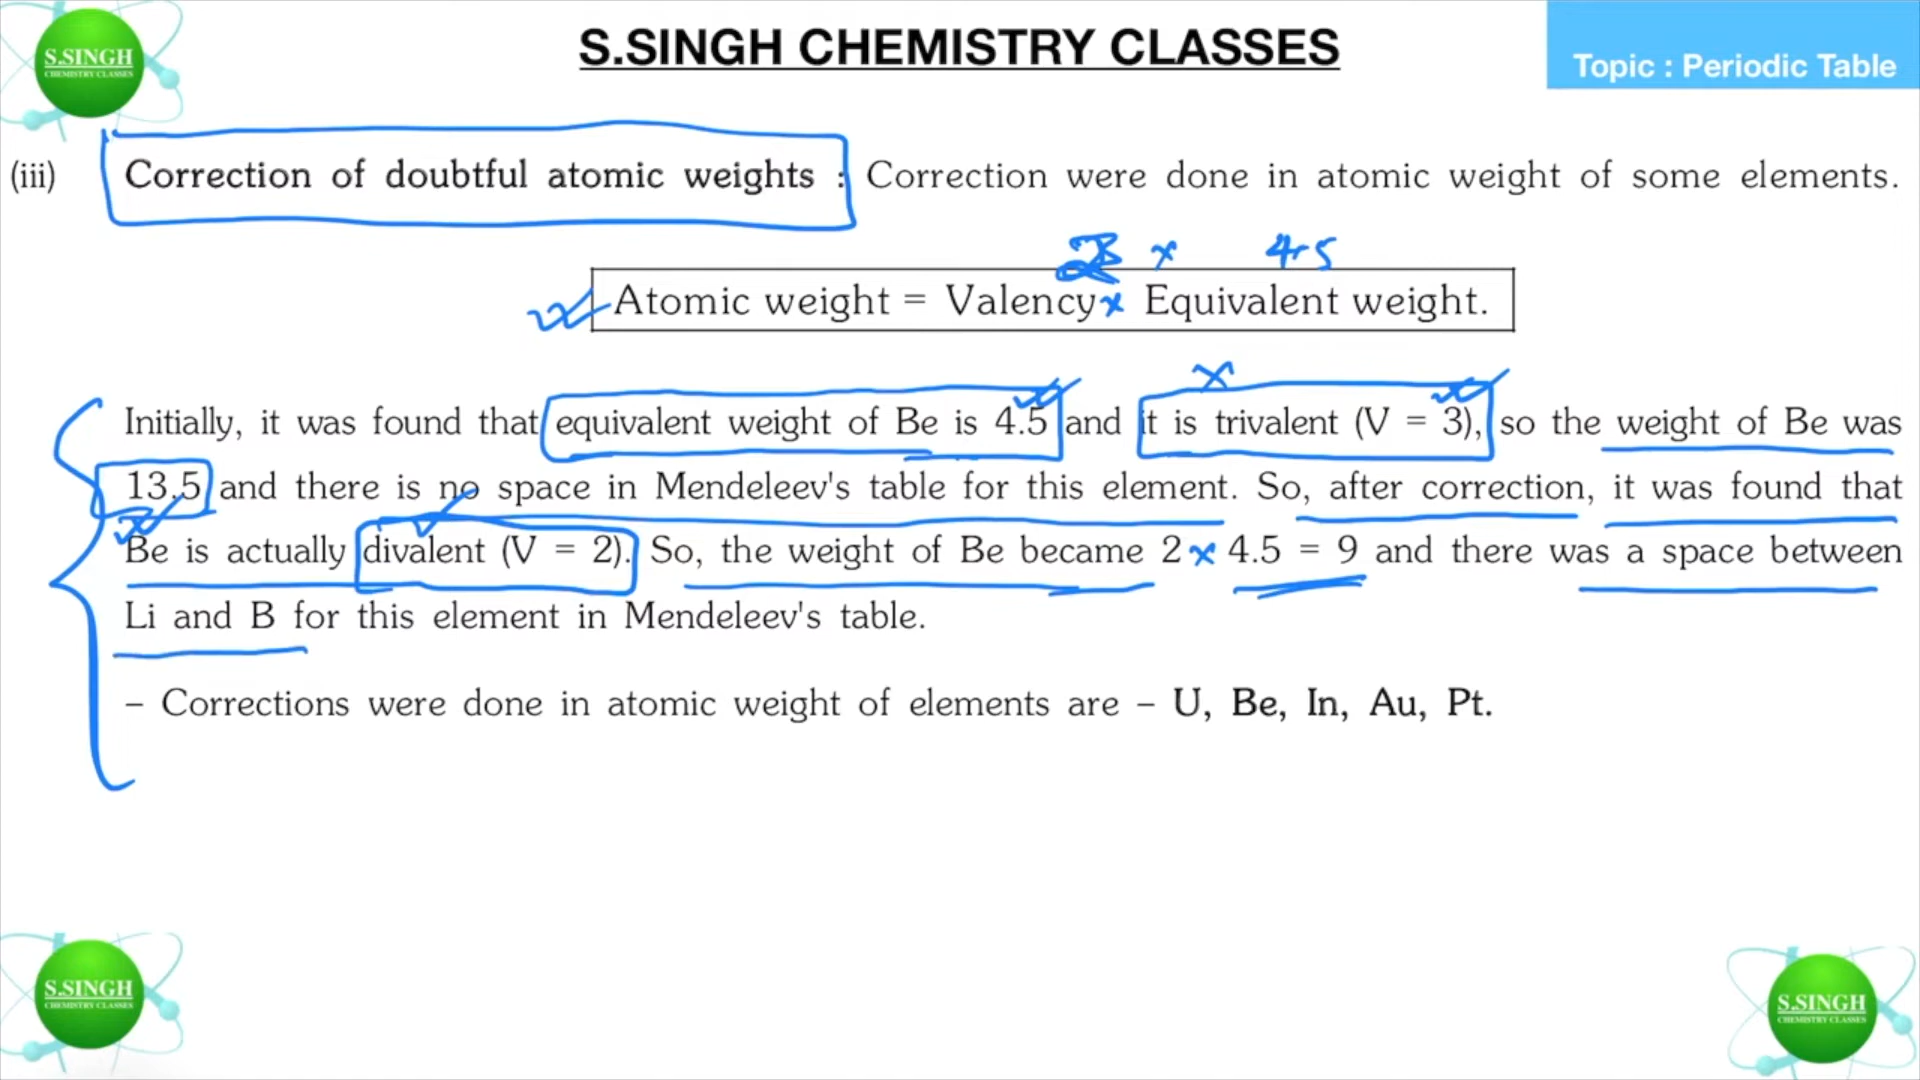 S.SINGH
CHEMISTRY CLASSES
S.SINGH CHEMISTRY CLASSES
Topic : Periodic Table
(iii) Correction of doubtful atomic weights : Correction were done in atomic weight of some elements.
x 4.5
Atomic weight = Valency x Equivalent weight.
x
Initially, it was found that equivalent weight of Be is 4.5 and it is trivalent (V = 3), so the weight of Be was
13.5 and there is no space in Mendeleev's table for this element. So, after correction, it was found that
Be is actually divalent (V = 2). So, the weight of Be became 2 x 4.5 = 9 and there was a space between
Li and B for this element in Mendeleev's table.
– Corrections were done in atomic weight of elements are – U, Be, In, Au, Pt.
S.SINGH
CHEMISTRY CLASSES
S.SINGH
CHEMISTRY CLASSES